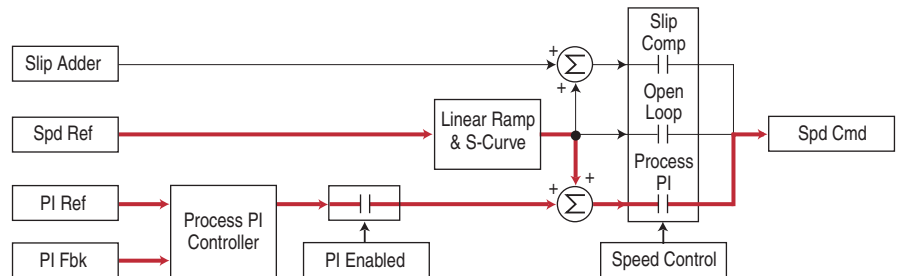 Slip
Comp
Slip Adder
+
Σ
+
Open
Loop
Spd Ref
Linear Ramp
& S-Curve
Spd Cmd
Process
PI
+
+
Σ
PI Ref
Process PI
Controller
PI Fbk
PI Enabled
Speed Control